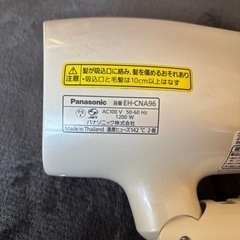 髪が吸込口に絡み、髪を傷めるおそれあり
●吸込口と毛髪は10cm以上はなす
Panasonic 品番 EH-CNA96
AC100 V 50-60 Hz
1200 W
パナソニック株式会社
Made in Thailand 温度ヒューズ142℃ 2個